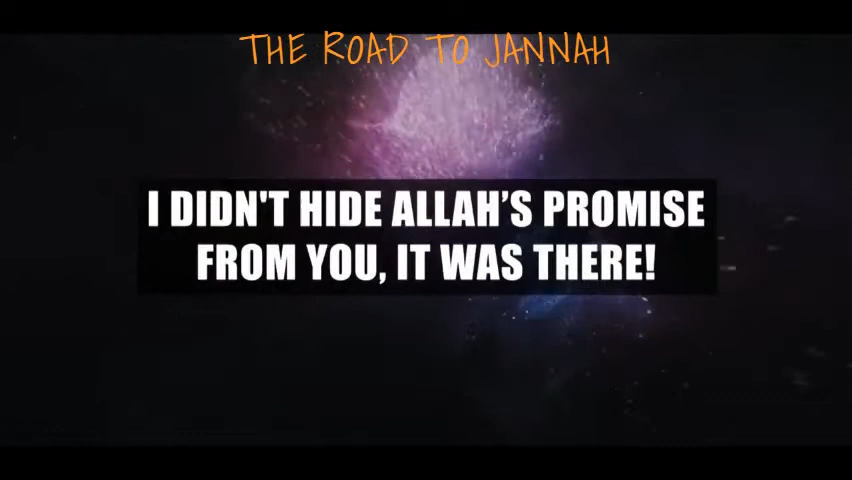 THE ROAD TO JANNAH
I DIDN'T HIDE ALLAH’S PROMISE
FROM YOU, IT WAS THERE!